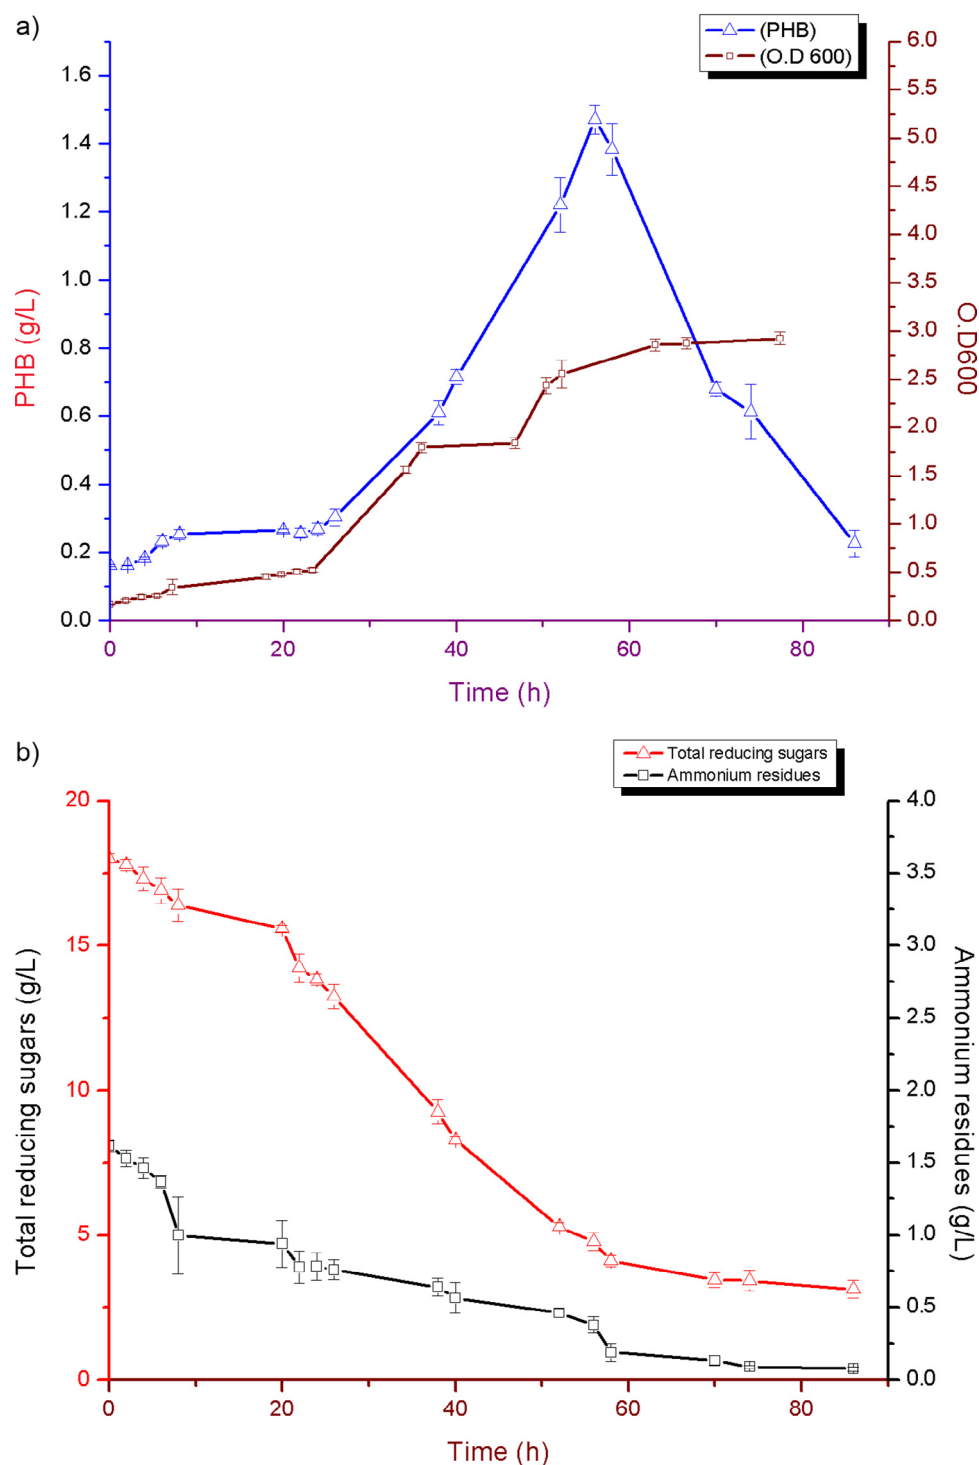 a)
(PHB)
(O.D 600)
1.6
1.4
1.2
1.0
0.8
0.6
0.4
0.2
0.0
PHB (g/L)
6.0
5.5
5.0
4.5
4.0
3.5
3.0
2.5
2.0
1.5
1.0
0.5
0.0
O.D600
0 20 40 60 80
Time (h)
b)
Total reducing sugars
Ammonium residues
20
15
10
5
0
Total reducing sugars (g/L)
4.0
3.5
3.0
2.5
2.0
1.5
1.0
0.5
0.0
Ammonium residues (g/L)
0 20 40 60 80
Time (h)